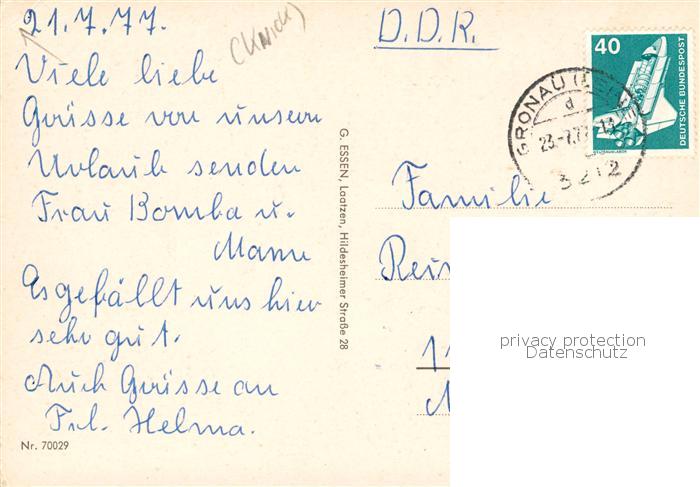 21.7.77.
(Knick)
Viele liebe
Grüsse von unserm
Urlaub senden
Frau Bomba u.
Mann
Es gefällt uns hier
sehr gut.
Auch Grüsse an
Frl. Helma.
Nr. 70029
G. ESSEN, Laatzen, Hildesheimer Straße 28
D.D.R.
40
DEUTSCHE BUNDESPOST
GRONAU
d
23.-7.77
3212
Familie
privacy protection
Datenschutz